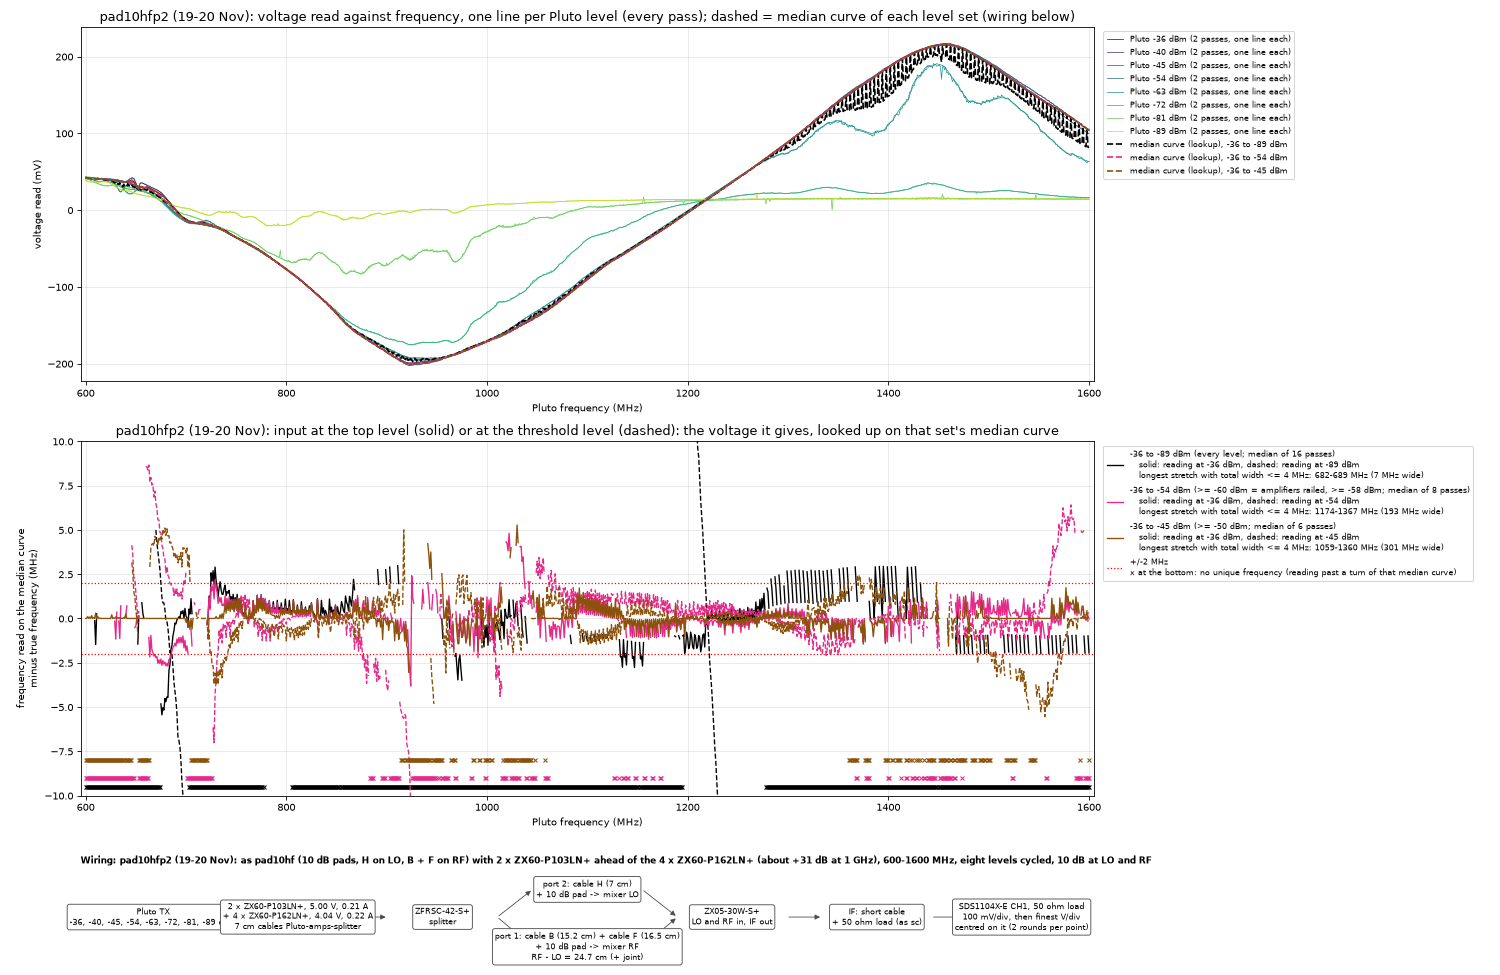 pad10hfp2 (19-20 Nov): voltage read against frequency, one line per Pluto level (every pass); dashed = median curve of each level set (wiring below)
voltage read (mV)
200
100
0
−100
−200
600
800
1000
1200
1400
1600
Pluto frequency (MHz)
Pluto -36 dBm (2 passes, one line each)
Pluto -40 dBm (2 passes, one line each)
Pluto -45 dBm (2 passes, one line each)
Pluto -54 dBm (2 passes, one line each)
Pluto -63 dBm (2 passes, one line each)
Pluto -72 dBm (2 passes, one line each)
Pluto -81 dBm (2 passes, one line each)
Pluto -89 dBm (2 passes, one line each)
median curve (lookup), -36 to -89 dBm
median curve (lookup), -36 to -54 dBm
median curve (lookup), -36 to -45 dBm
pad10hfp2 (19-20 Nov): input at the top level (solid) or at the threshold level (dashed): the voltage it gives, looked up on that set's median curve
frequency read on the median curve
minus true frequency (MHz)
10.0
7.5
5.0
2.5
0.0
−2.5
−5.0
−7.5
−10.0
600
800
1000
1200
1400
1600
Pluto frequency (MHz)
-36 to -89 dBm (every level; median of 16 passes)
solid: reading at -36 dBm, dashed: reading at -89 dBm
longest stretch with total width <= 4 MHz: 682-689 MHz (7 MHz wide)
-36 to -54 dBm (>= -60 dBm = amplifiers railed, >= -58 dBm; median of 8 passes)
solid: reading at -36 dBm, dashed: reading at -54 dBm
longest stretch with total width <= 4 MHz: 1174-1367 MHz (193 MHz wide)
-36 to -45 dBm (>= -50 dBm; median of 6 passes)
solid: reading at -36 dBm, dashed: reading at -45 dBm
longest stretch with total width <= 4 MHz: 1059-1360 MHz (301 MHz wide)
+/-2 MHz
x at the bottom: no unique frequency (reading past a turn of that median curve)
Wiring: pad10hfp2 (19-20 Nov): as pad10hf (10 dB pads, H on LO, B + F on RF) with 2 x ZX60-P103LN+ ahead of the 4 x ZX60-P162LN+ (about +31 dB at 1 GHz), 600-1600 MHz, eight levels cycled, 10 dB at LO and RF
Pluto TX
-36, -40, -45, -54, -63, -72, -81, -89
2 x ZX60-P103LN+, 5.00 V, 0.21 A
+ 4 x ZX60-P162LN+, 4.04 V, 0.22 A
7 cm cables Pluto-amps-splitter
ZFRSC-42-S+
splitter
port 2: cable H (7 cm)
+ 10 dB pad -> mixer LO
port 1: cable B (15.2 cm) + cable F (16.5 cm)
+ 10 dB pad -> mixer RF
RF - LO = 24.7 cm (+ joint)
ZX05-30W-S+
LO and RF in, IF out
IF: short cable
+ 50 ohm load (as sc)
SDS1104X-E CH1, 50 ohm load
100 mV/div, then finest V/div
centred on it (2 rounds per point)